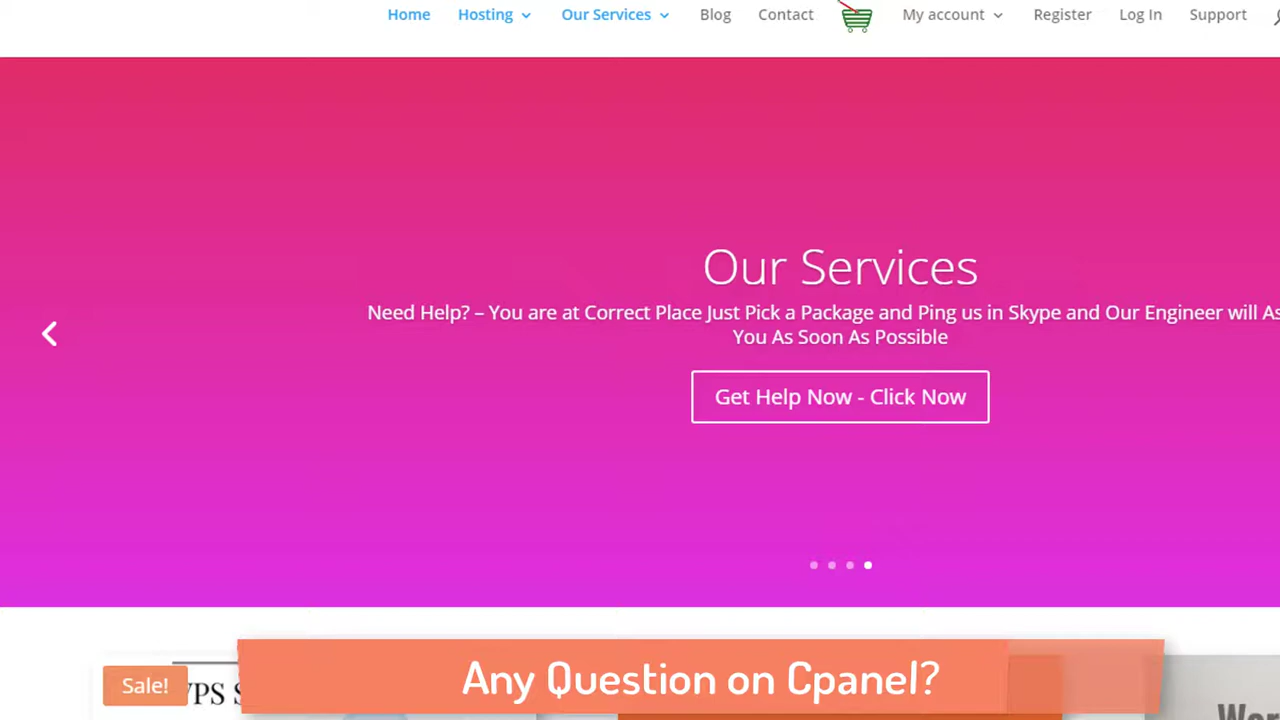 Home Hosting Our Services Blog Contact My account Register Log In Support
Our Services
Need Help? – You are at Correct Place Just Pick a Package and Ping us in Skype and Our Engineer will
You As Soon As Possible
Get Help Now - Click Now
Sale!
Any Question on Cpanel?